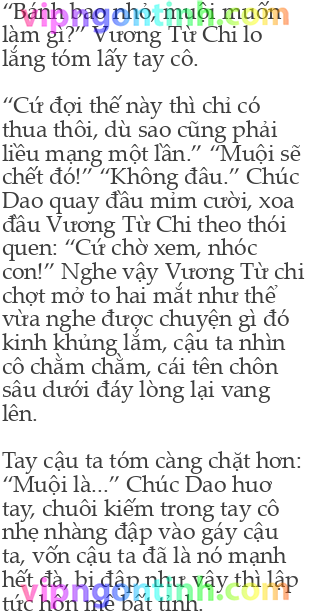 “Bánh bao nhỏ, muội muốn
làm gì?” Vương Từ Chi lo
lắng tóm lấy tay cô.
“Cứ đợi thế này thì chỉ có
thua thôi, dù sao cũng phải
liều mạng một lần.” “Muội sẽ
chết đó!” “Không đâu.” Chúc
Dao quay đầu mỉm cười, xoa
đầu Vương Từ Chi theo thói
quen: “Cứ chờ xem, nhóc
con!” Nghe vậy Vương Từ chi
chợt mở to hai mắt như thể
vừa nghe được chuyện gì đó
kinh khủng lắm, cậu ta nhìn
cô chằm chằm, cái tên chôn
sâu dưới đáy lòng lại vang
lên.
Tay cậu ta tóm càng chặt hơn:
“Muội là...” Chúc Dao huơ
tay, chuôi kiếm trong tay cô
nhẹ nhàng đập vào gáy cậu
ta, vốn cậu ta đã là nó mạnh
hết đà, bị đập như vậy thì lập
tức hôn mê bất tỉnh.
vipngontinh.com
vipngontinh.com